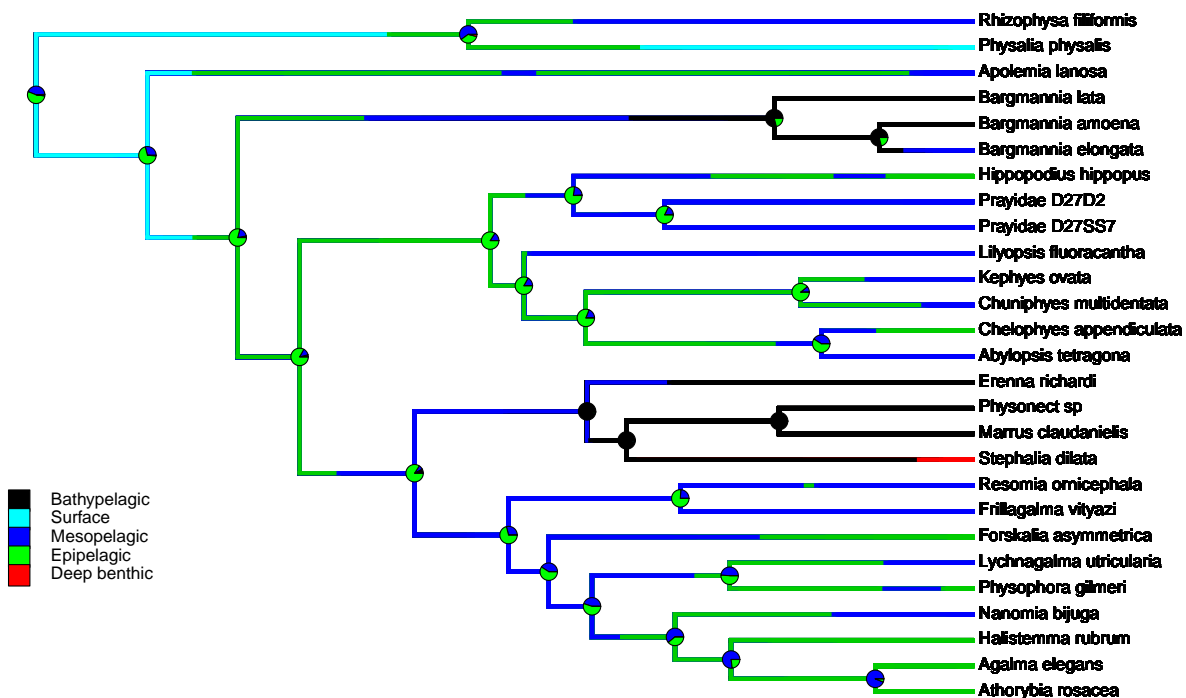 Rhizophysa filiformis
Physalia physalis
Apolemia lanosa
Bargmannia lata
Bargmannia amoena
Bargmannia elongata
Hippopodius hippopus
Prayidae D27D2
Prayidae D27SS7
Lilyopsis fluoracantha
Kephyes ovata
Chuniphyes multidentata
Chelophyes appendiculata
Abylopsis tetragona
Erenna richardi
Physonect sp
Marrus claudanielis
Stephalia dilata
Resomia ornicephala
Frillagalma vityazi
Forskalia asymmetrica
Lychnagalma utricularia
Physophora gilmeri
Nanomia bijuga
Halistemma rubrum
Agalma elegans
Athorybia rosacea
Bathypelagic
Surface
Mesopelagic
Epipelagic
Deep benthic